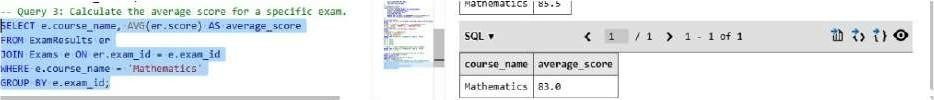 -- Query 3: Calculate the average score for a specific exam.
SELECT e.course_name, AVG(er.score) AS average_score
FROM ExamResults er
JOIN Exams e ON er.exam_id = e.exam_id
WHERE e.course_name = 'Mathematics'
GROUP BY e.exam_id;
Mathematics 85.5
SQL ▼ < 1 / 1 > 1 - 1 of 1
course_name average_score
Mathematics 83.0